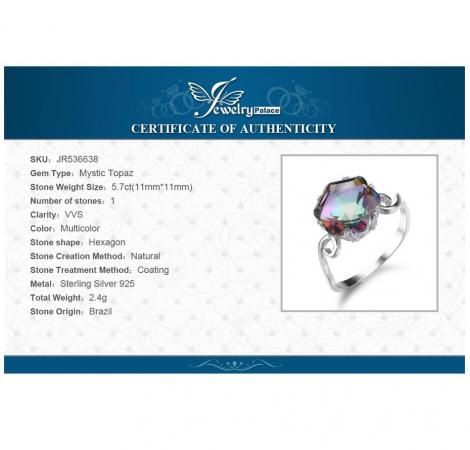 JewelryPalace
CERTIFICATE OF AUTHENTICITY
SKU: JR536638
Gem Type: Mystic Topaz
Stone Weight Size: 5.7ct(11mm*11mm)
Number of stones: 1
Clarity: VVS
Color: Multicolor
Stone shape: Hexagon
Stone Creation Method: Natural
Stone Treatment Method: Coating
Metal: Sterling Silver 925
Total Weight: 2.4g
Stone Origin: Brazil